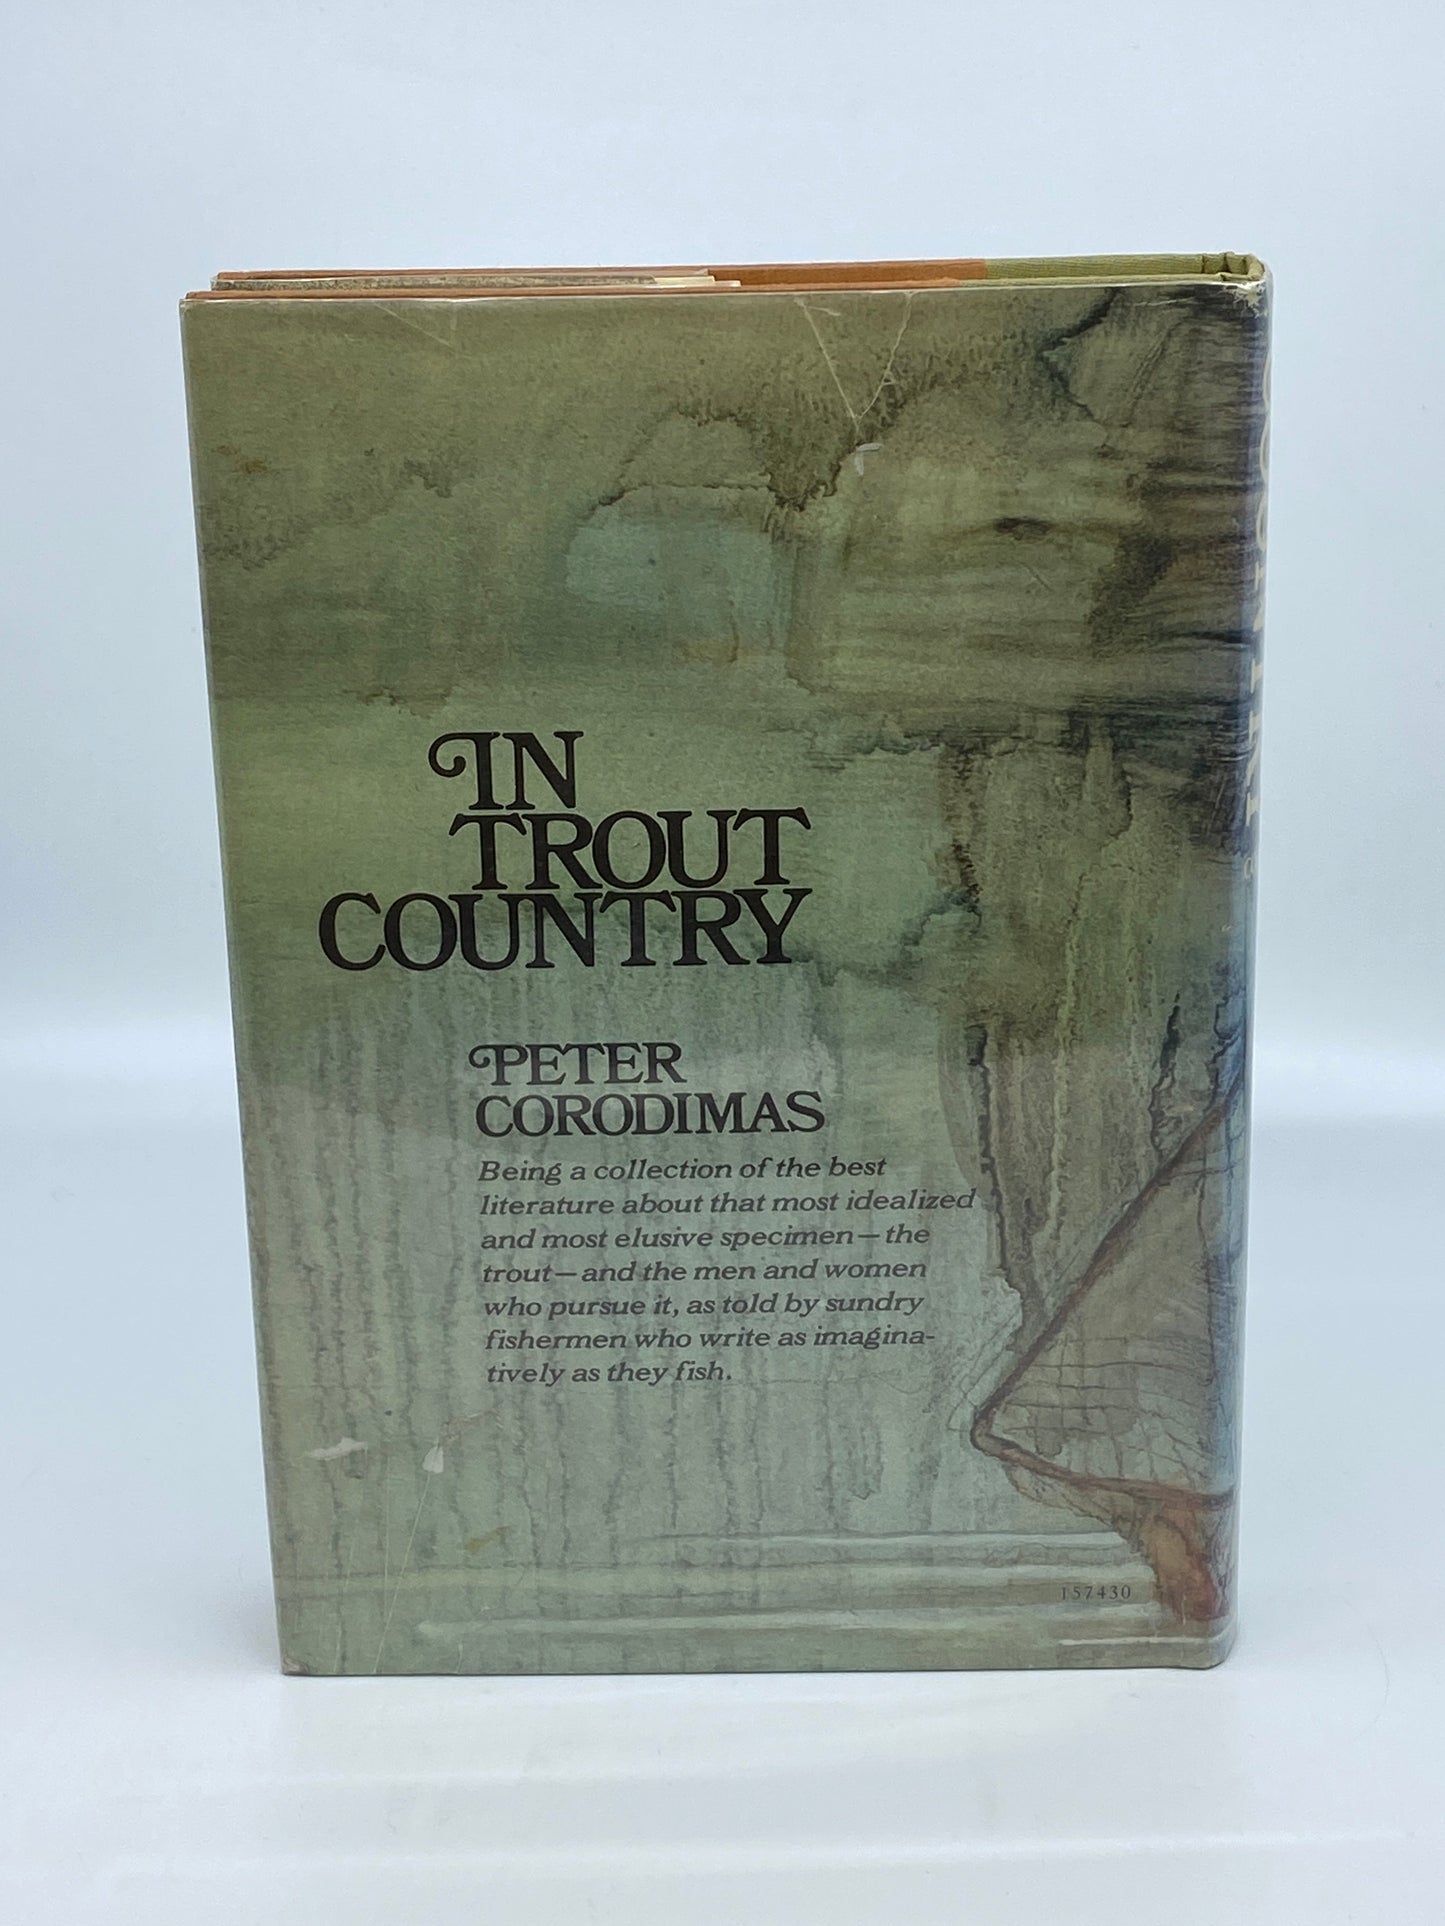 IN
TROUT
COUNTRY
PETER
CORODIMAS
Being a collection of the best
literature about that most idealized
and most elusive specimen—the
trout—and the men and women
who pursue it, as told by sundry
fishermen who write as imagina-
tively as they fish.
157430